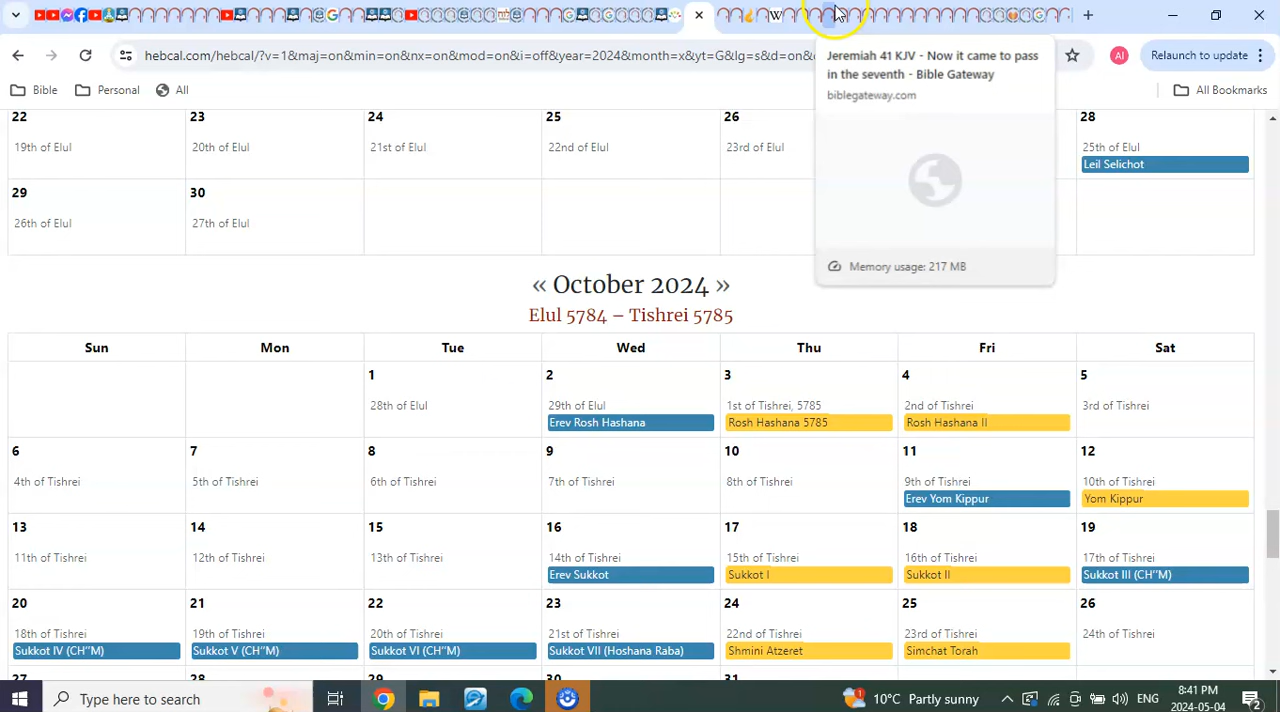 hebcal.com/hebcal/?v=1&maj=on&min=on&nx=on&mod=on&i=off&year=2024&month=x&yt=G&lg=s&d=on&c
AI
Relaunch to update
Bible
Personal
All
All Bookmarks
Jeremiah 41 KJV - Now it came to pass
in the seventh - Bible Gateway
biblegateway.com
Memory usage: 217 MB
22 23 24 25 26 28
19th of Elul 20th of Elul 21st of Elul 22nd of Elul 23rd of Elul 25th of Elul
Leil Selichot
29 30
26th of Elul 27th of Elul
« October 2024 »
Elul 5784 – Tishrei 5785
Sun Mon Tue Wed Thu Fri Sat
1 2 3 4 5
28th of Elul 29th of Elul 1st of Tishrei, 5785 2nd of Tishrei 3rd of Tishrei
Erev Rosh Hashana Rosh Hashana 5785 Rosh Hashana II
6 7 8 9 10 11 12
4th of Tishrei 5th of Tishrei 6th of Tishrei 7th of Tishrei 8th of Tishrei 9th of Tishrei 10th of Tishrei
Erev Yom Kippur Yom Kippur
13 14 15 16 17 18 19
11th of Tishrei 12th of Tishrei 13th of Tishrei 14th of Tishrei 15th of Tishrei 16th of Tishrei 17th of Tishrei
Erev Sukkot Sukkot I Sukkot II Sukkot III (CH''M)
20 21 22 23 24 25 26
18th of Tishrei 19th of Tishrei 20th of Tishrei 21st of Tishrei 22nd of Tishrei 23rd of Tishrei 24th of Tishrei
Sukkot IV (CH''M) Sukkot V (CH''M) Sukkot VI (CH''M) Sukkot VII (Hoshana Raba) Shmini Atzeret Simchat Torah
27 28 29 30 31
Type here to search
10°C Partly sunny
ENG
8:41 PM
2024-05-04
2